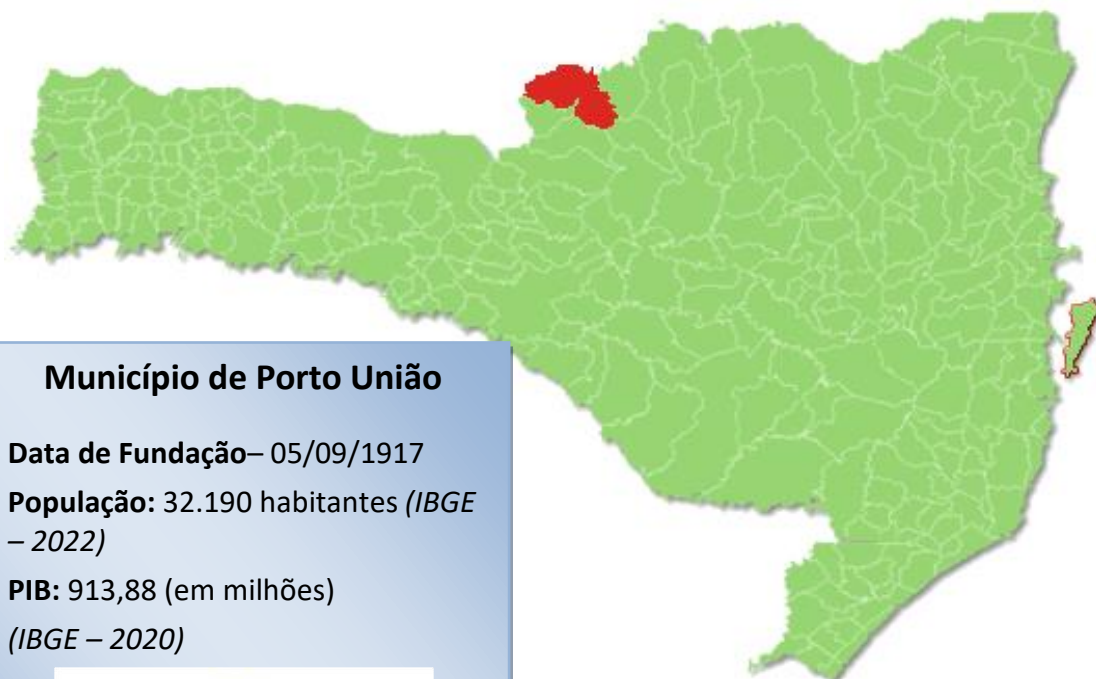 Município de Porto União
Data de Fundação– 05/09/1917
População: 32.190 habitantes (IBGE
– 2022)
PIB: 913,88 (em milhões)
(IBGE – 2020)